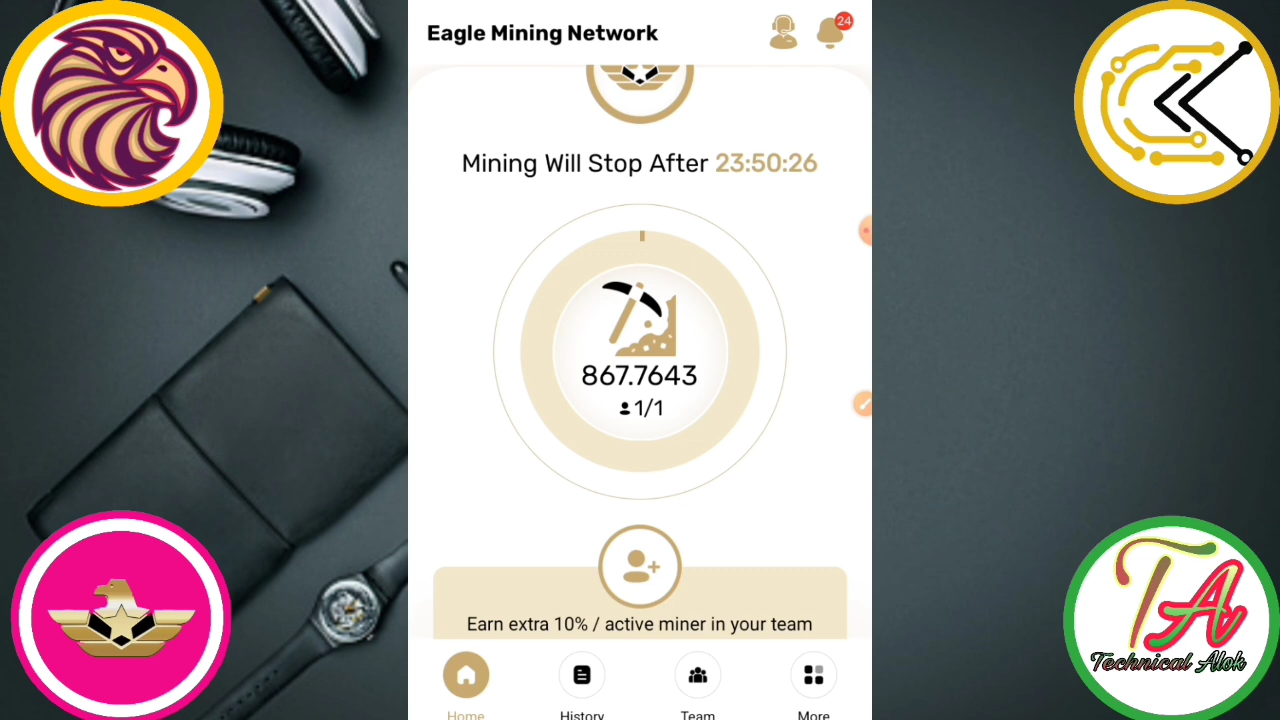 Eagle Mining Network
24
Mining Will Stop After 23:50:26
867.7643
1/1
Earn extra 10% / active miner in your team
Home
History
Team
More
TA
Technical Alok